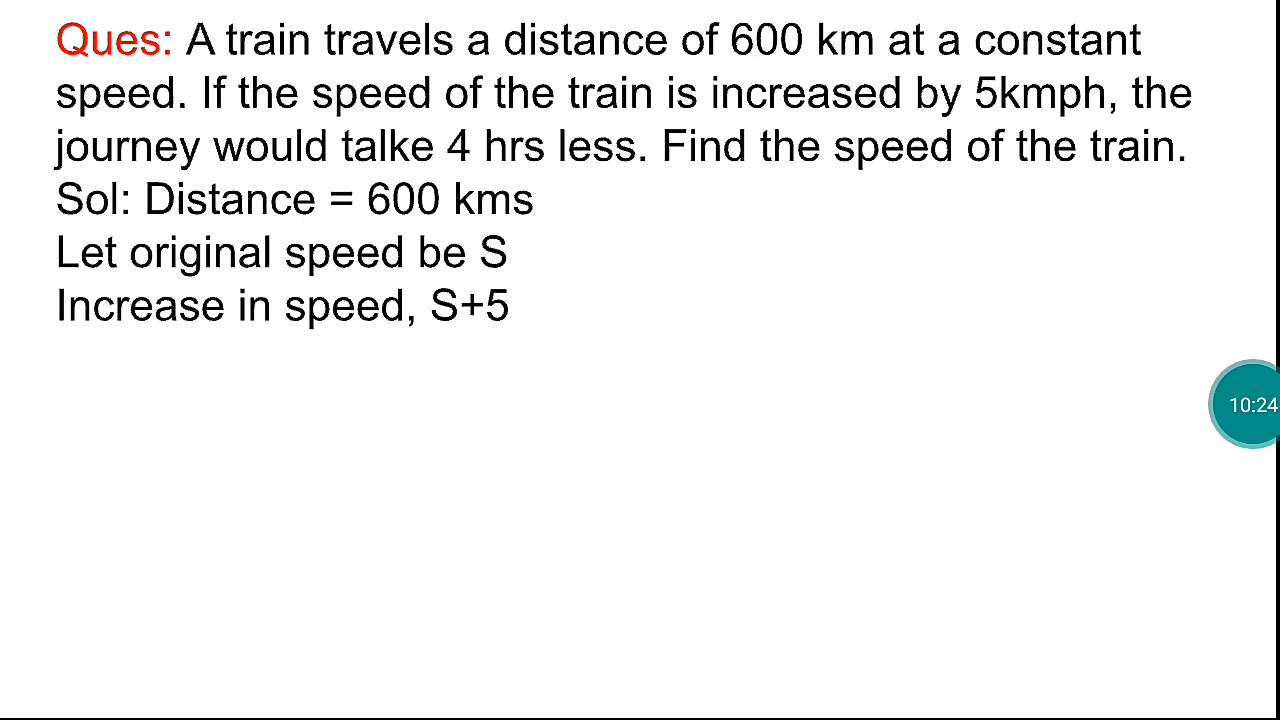 Ques: A train travels a distance of 600 km at a constant
speed. If the speed of the train is increased by 5kmph, the
journey would talke 4 hrs less. Find the speed of the train.
Sol: Distance = 600 kms
Let original speed be S
Increase in speed, S+5
10:24